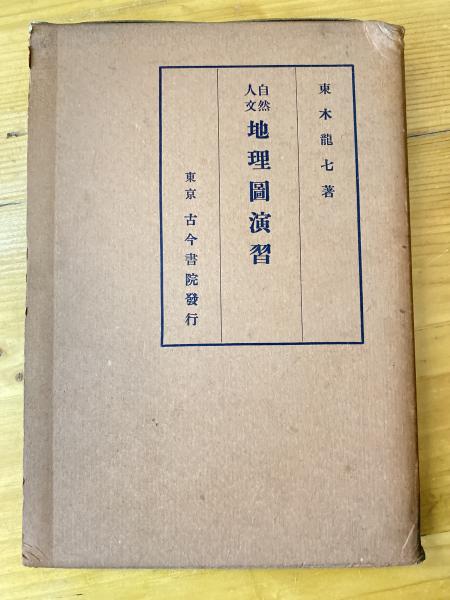 東木龍七著
自然人文 地理圖演習
東京 古今書院發行